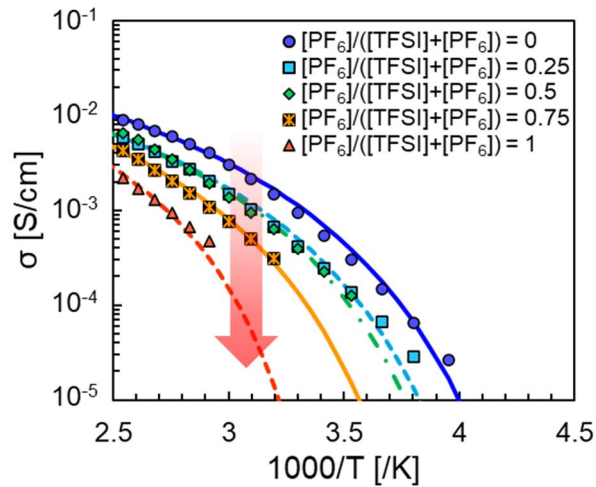 [PF₆]/([TFSI]+[PF₆]) = 0
[PF₆]/([TFSI]+[PF₆]) = 0.25
[PF₆]/([TFSI]+[PF₆]) = 0.5
[PF₆]/([TFSI]+[PF₆]) = 0.75
[PF₆]/([TFSI]+[PF₆]) = 1
10⁻¹
10⁻²
10⁻³
10⁻⁴
10⁻⁵
σ [S/cm]
2.5 3 3.5 4 4.5
1000/T [/K]